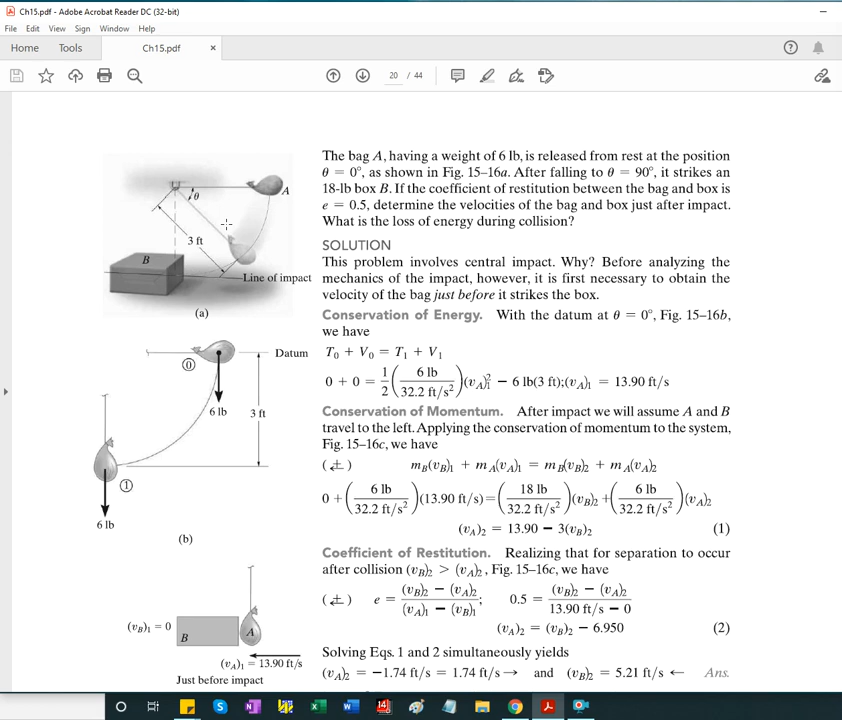 Ch15.pdf - Adobe Acrobat Reader DC (32-bit)
File Edit View Sign Window Help
Home Tools Ch15.pdf ×
20 / 44
The bag A, having a weight of 6 lb, is released from rest at the position
θ = 0°, as shown in Fig. 15–16a. After falling to θ = 90°, it strikes an
18-lb box B. If the coefficient of restitution between the bag and box is
e = 0.5, determine the velocities of the bag and box just after impact.
What is the loss of energy during collision?
SOLUTION
This problem involves central impact. Why? Before analyzing the
mechanics of the impact, however, it is first necessary to obtain the
velocity of the bag just before it strikes the box.
Conservation of Energy. With the datum at θ = 0°, Fig. 15–16b,
we have
T₀ + V₀ = T₁ + V₁
0 + 0 = 1/2 (6 lb / 32.2 ft/s²)(v_A)₁² − 6 lb(3 ft);(v_A)₁ = 13.90 ft/s
Conservation of Momentum. After impact we will assume A and B
travel to the left. Applying the conservation of momentum to the system,
Fig. 15–16c, we have
(±) m_B(v_B)₁ + m_A(v_A)₁ = m_B(v_B)₂ + m_A(v_A)₂
0 + (6 lb / 32.2 ft/s²)(13.90 ft/s) = (18 lb / 32.2 ft/s²)(v_B)₂ + (6 lb / 32.2 ft/s²)(v_A)₂
(v_A)₂ = 13.90 − 3(v_B)₂ (1)
Coefficient of Restitution. Realizing that for separation to occur
after collision (v_B)₂ > (v_A)₂, Fig. 15–16c, we have
(±) e = (v_B)₂ − (v_A)₂ / (v_A)₁ − (v_B)₁; 0.5 = (v_B)₂ − (v_A)₂ / 13.90 ft/s − 0
(v_A)₂ = (v_B)₂ − 6.950 (2)
Solving Eqs. 1 and 2 simultaneously yields
(v_A)₂ = −1.74 ft/s = 1.74 ft/s → and (v_B)₂ = 5.21 ft/s ← Ans.
A
θ
3 ft
B
Line of impact
(a)
0
Datum
6 lb
3 ft
1
6 lb
(b)
(v_B)₁ = 0
B
A
(v_A)₁ = 13.90 ft/s
Just before impact